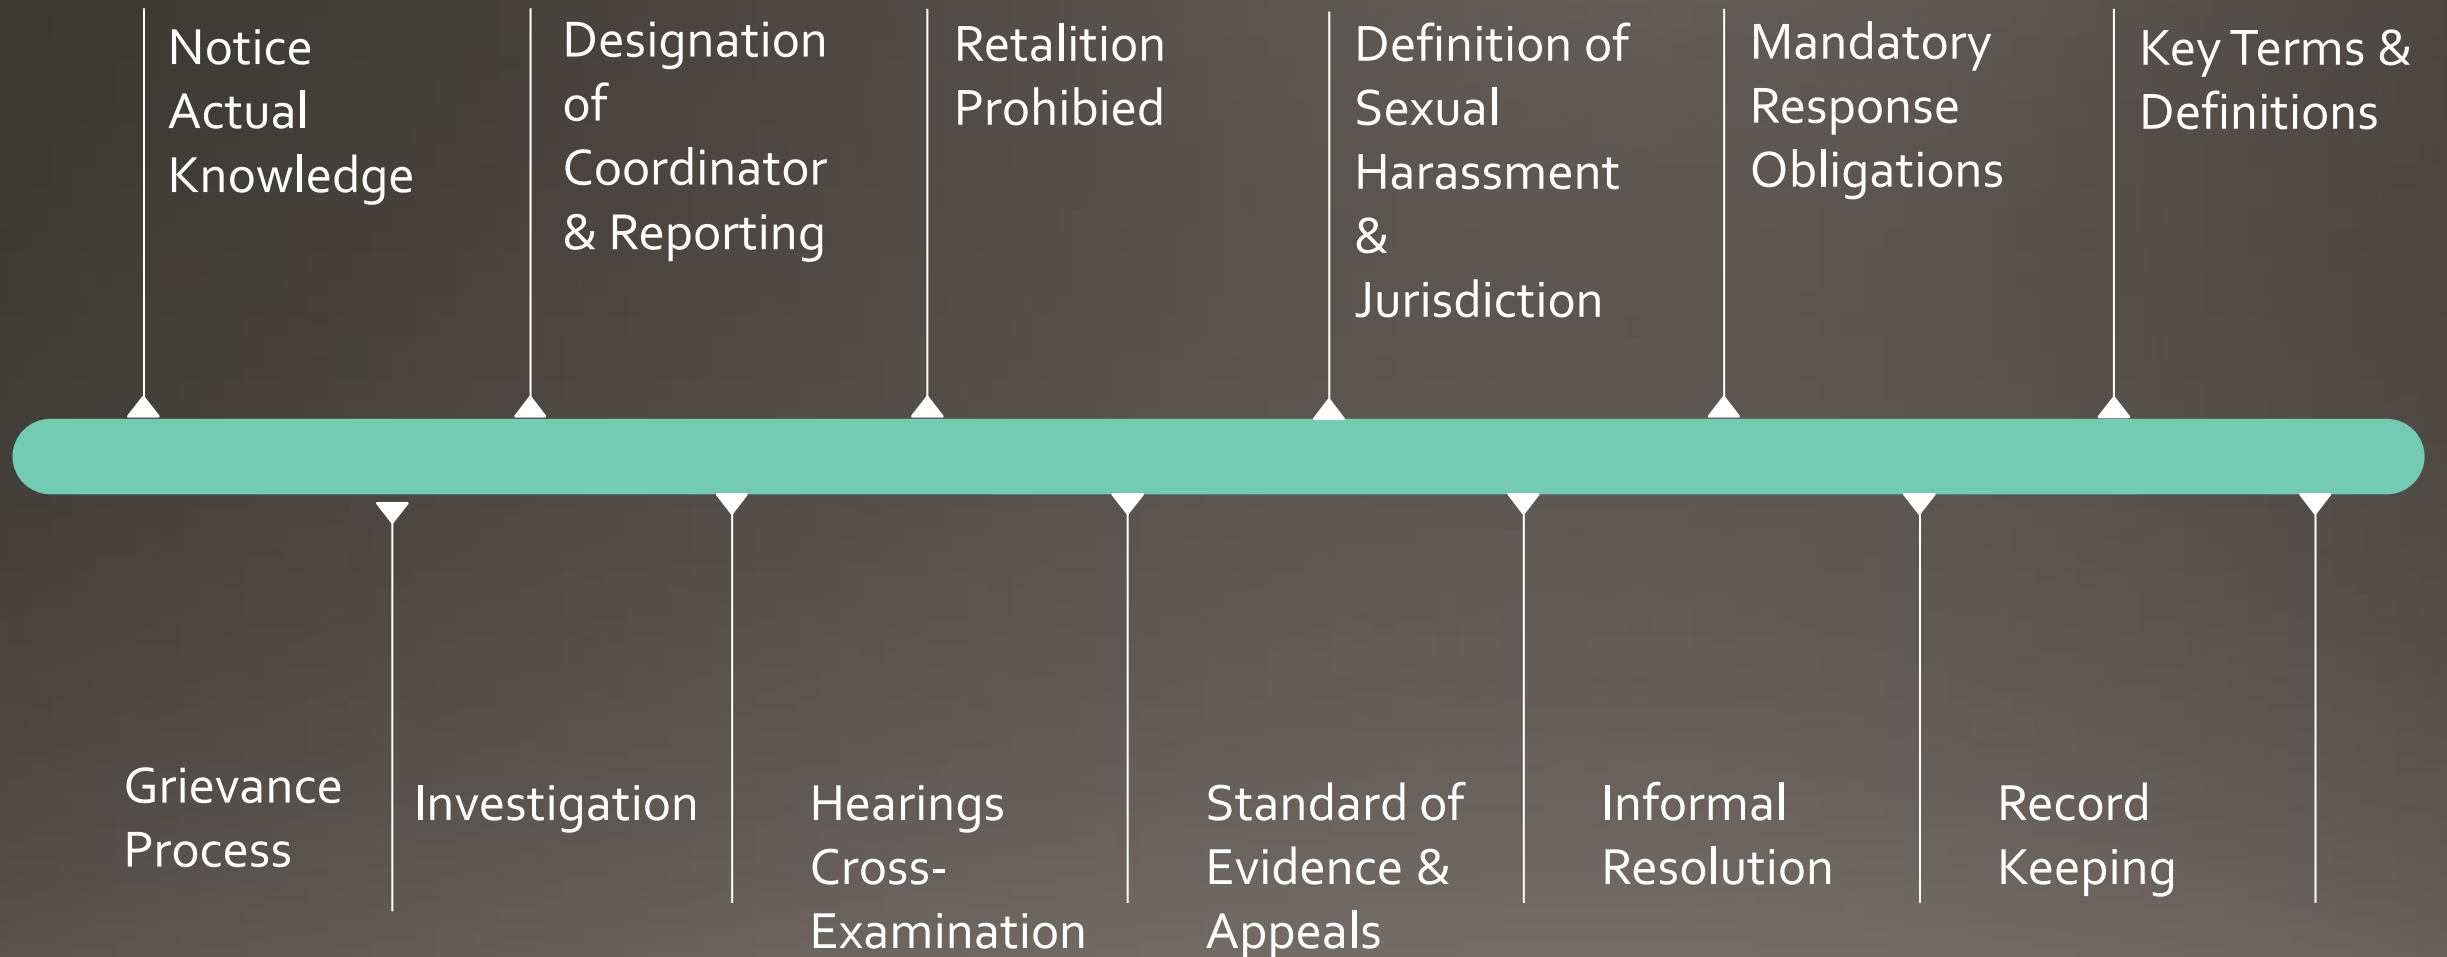 Notice
Actual
Knowledge
Designation
of
Coordinator
& Reporting
Retalition
Prohibied
Definition of
Sexual
Harassment
&
Jurisdiction
Mandatory
Response
Obligations
Key Terms &
Definitions
Grievance
Process
Investigation
Hearings
Cross-
Examination
Standard of
Evidence &
Appeals
Informal
Resolution
Record
Keeping